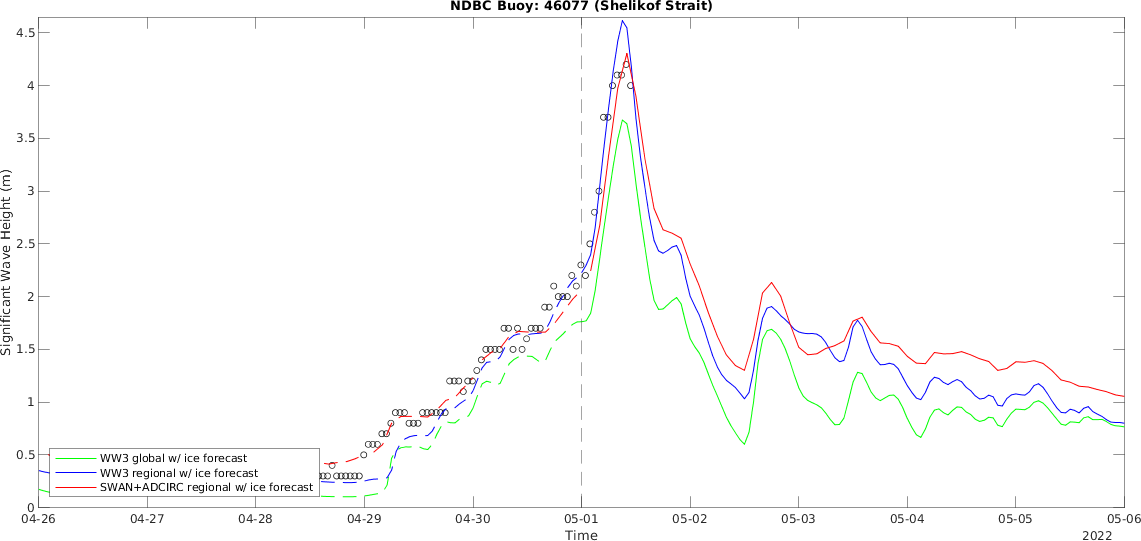 NDBC Buoy: 46077 (Shelikof Strait)
4.5
4
3.5
3
2.5
2
1.5
1
0.5
0
Significant Wave Height (m)
WW3 global w/ ice forecast
WW3 regional w/ ice forecast
SWAN+ADCIRC regional w/ ice forecast
04-26 04-27 04-28 04-29 04-30 05-01 05-02 05-03 05-04 05-05 05-06
Time
2022